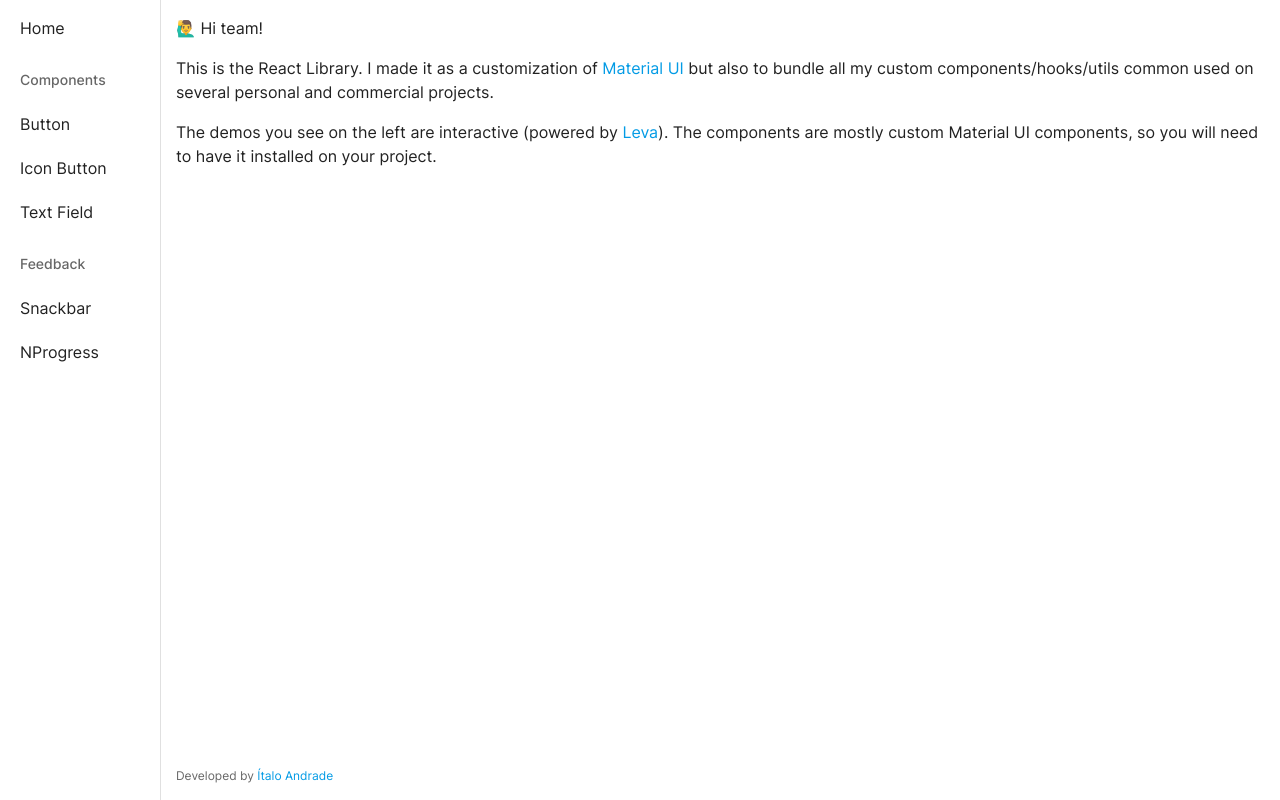 Home
Components
Button
Icon Button
Text Field
Feedback
Snackbar
NProgress
🙋‍♂️ Hi team!
This is the React Library. I made it as a customization of Material UI but also to bundle all my custom components/hooks/utils common used on
several personal and commercial projects.
The demos you see on the left are interactive (powered by Leva). The components are mostly custom Material UI components, so you will need
to have it installed on your project.
Developed by Ítalo Andrade